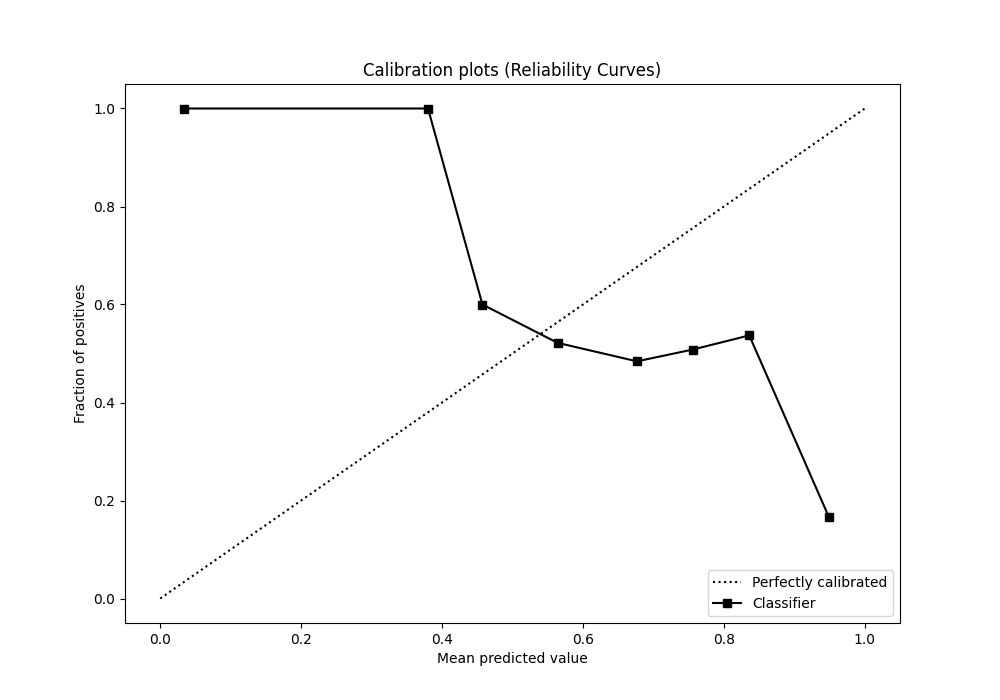 Calibration plots (Reliability Curves)
1.0
0.8
0.6
0.4
0.2
0.0
Fraction of positives
0.0 0.2 0.4 0.6 0.8 1.0
Mean predicted value
Perfectly calibrated
Classifier